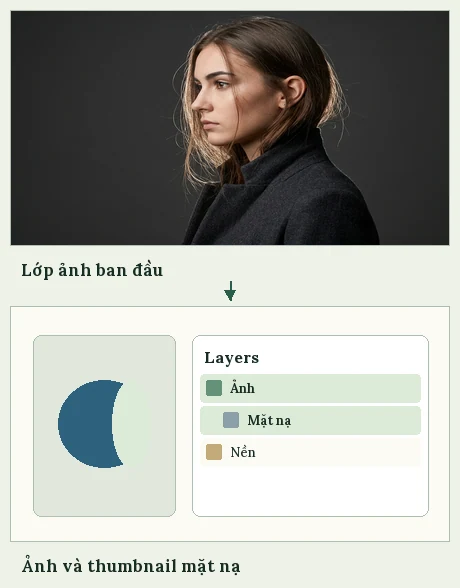 Lớp ảnh ban đầu
Layers
Ảnh
Mặt nạ
Nền
Ảnh và thumbnail mặt nạ